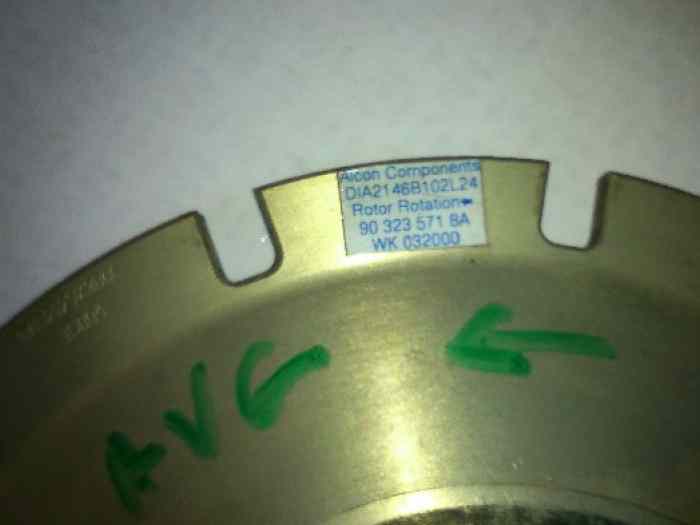 Alcon Components
DIA2146B102L24
Rotor Rotation
90 323 571 8A
WK 032000
AVG